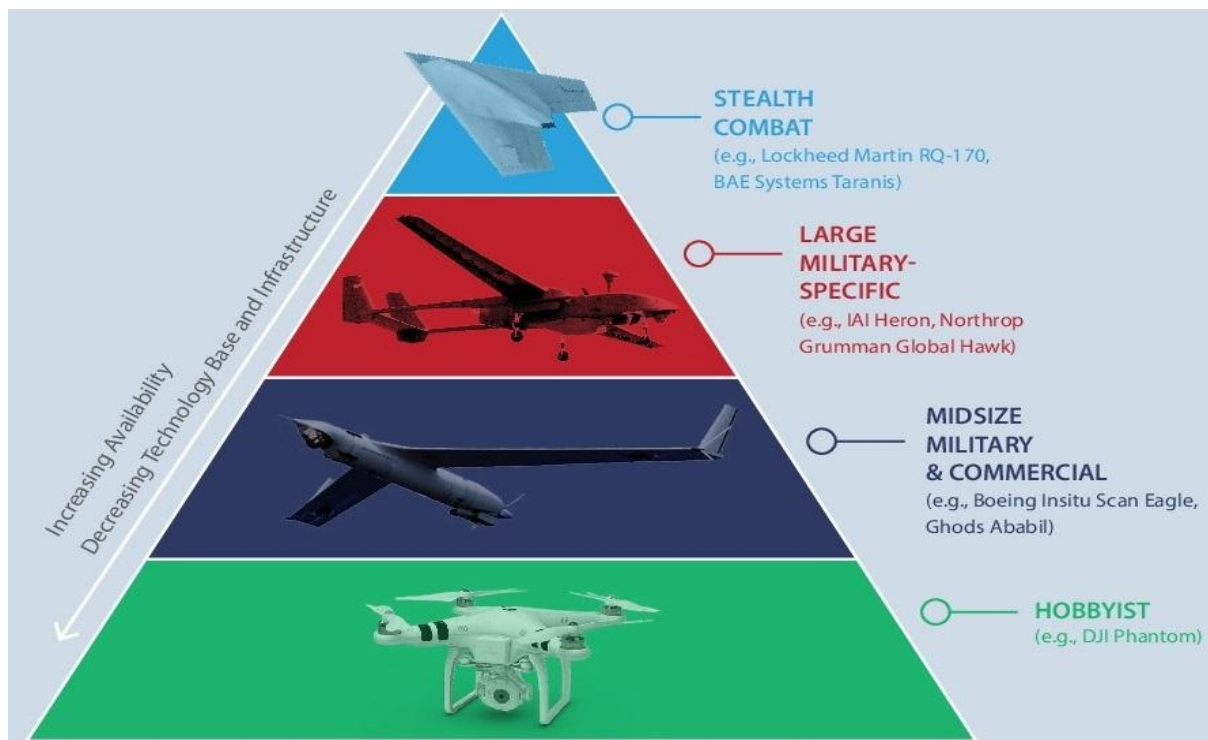 STEALTH
COMBAT
(e.g., Lockheed Martin RQ-170,
BAE Systems Taranis)
LARGE
MILITARY-
SPECIFIC
(e.g., IAI Heron, Northrop
Grumman Global Hawk)
MIDSIZE
MILITARY
& COMMERCIAL
(e.g., Boeing Insitu Scan Eagle,
Ghods Ababil)
HOBBYIST
(e.g., DJI Phantom)
Increasing Availability
Decreasing Technology Base and Infrastructure